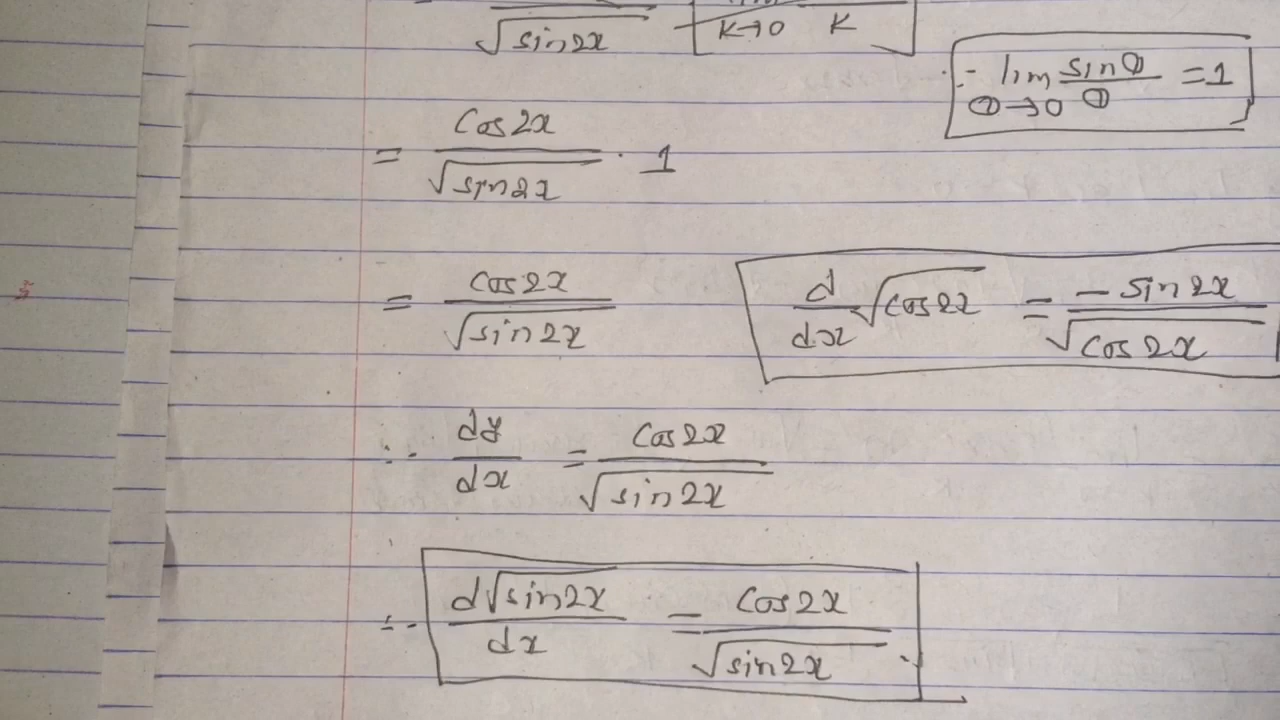 √sin2x K→0 K
∵ lim θ→0 sinθ/θ = 1
= Cos2x/√sin2x · 1
= Cos2x/√sin2x
d/dx √cos2x = -sin2x/√cos2x
∴ dy/dx = Cos2x/√sin2x
∴ d√sin2x/dx = Cos2x/√sin2x.